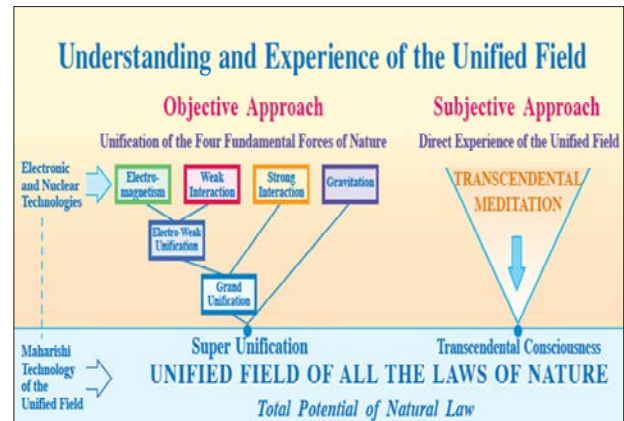 Understanding and Experience of the Unified Field
Objective Approach
Unification of the Four Fundamental Forces of Nature
Subjective Approach
Direct Experience of the Unified Field
Electronic
and Nuclear
Technologies
Electro-
magnetism
Weak
Interaction
Strong
Interaction
Gravitation
Electro-Weak
Unification
Grand
Unification
TRANSCENDENTAL
MEDITATION
Maharishi
Technology
of the
Unified Field
Super Unification
Transcendental Consciousness
UNIFIED FIELD OF ALL THE LAWS OF NATURE
Total Potential of Natural Law